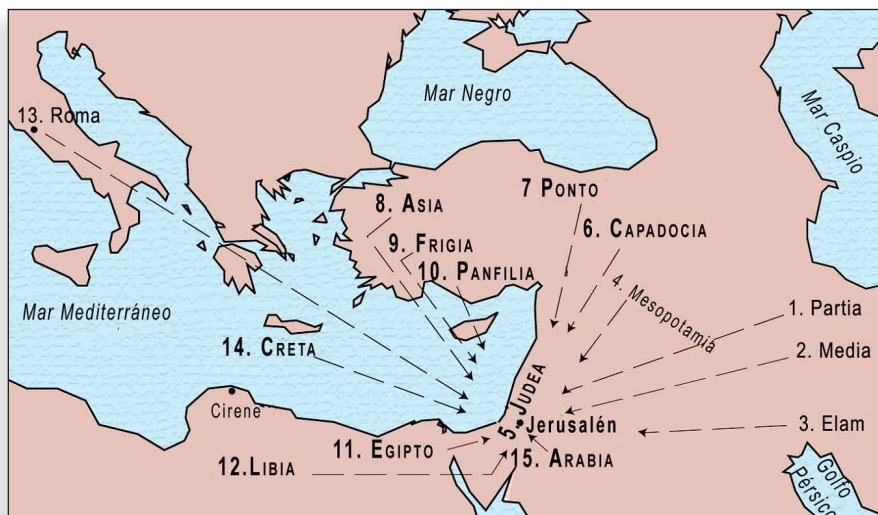 Mar Negro
Mar Caspio
13. Roma
7 PONTO
8. ASIA
6. CAPADOCIA
9. FRIGIA
10. PANFILIA
4. Mesopotamia
1. Partia
Mar Mediterráneo
14. CRETA
2. Media
5. JUDEA
Cirene
Jerusalén
3. Elam
11. EGIPTO
15. ARABIA
12.LIBIA
Golfo
Pérsico